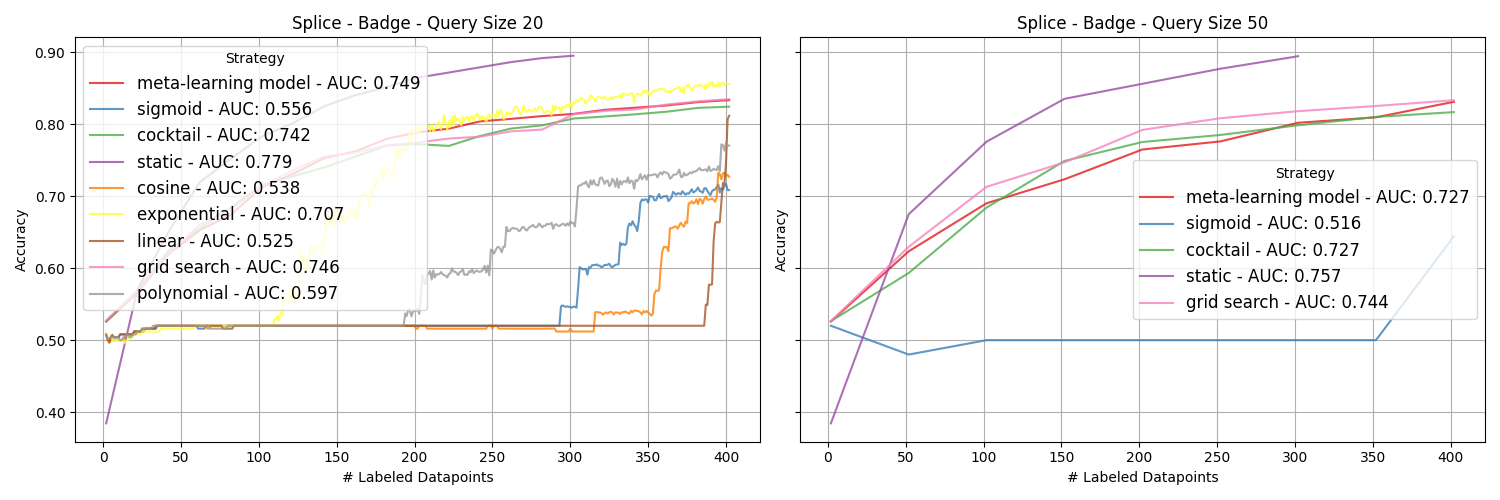 Splice - Badge - Query Size 20
Accuracy
0.90
0.80
0.70
0.60
0.50
0.40
Strategy
meta-learning model - AUC: 0.749
sigmoid - AUC: 0.556
cocktail - AUC: 0.742
static - AUC: 0.779
cosine - AUC: 0.538
exponential - AUC: 0.707
linear - AUC: 0.525
grid search - AUC: 0.746
polynomial - AUC: 0.597
0 50 100 150 200 250 300 350 400
# Labeled Datapoints
Splice - Badge - Query Size 50
Accuracy
Strategy
meta-learning model - AUC: 0.727
sigmoid - AUC: 0.516
cocktail - AUC: 0.727
static - AUC: 0.757
grid search - AUC: 0.744
0 50 100 150 200 250 300 350 400
# Labeled Datapoints